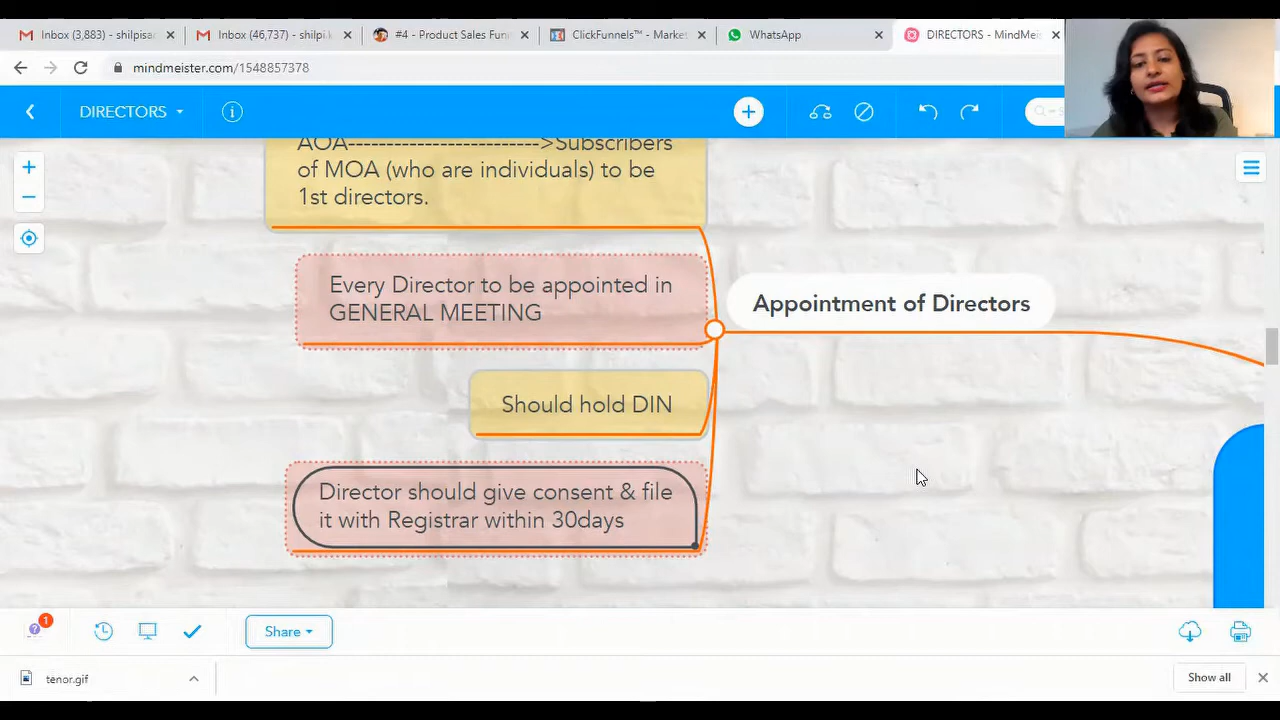 Inbox (3,883) - shilpisa
Inbox (46,737) - shilpi.
#4 - Product Sales Fun
ClickFunnels™ - Market
WhatsApp
DIRECTORS - MindMeis
mindmeister.com/1548857378
DIRECTORS
AOA-------------------------->Subscribers
of MOA (who are individuals) to be
1st directors.
Every Director to be appointed in
GENERAL MEETING
Appointment of Directors
Should hold DIN
Director should give consent & file
it with Registrar within 30days
1
Share
tenor.gif
Show all